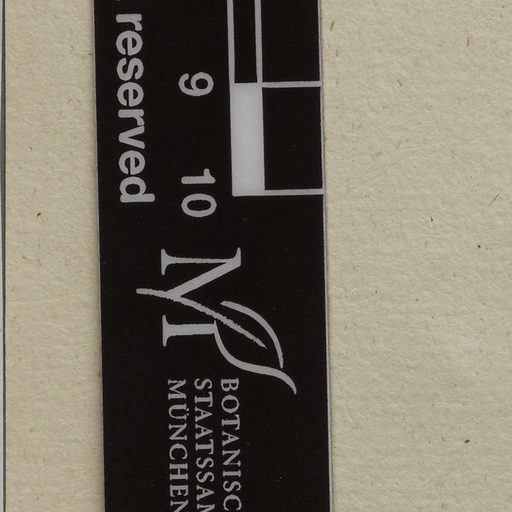 reserved
9 10
M
BOTANISC
STAATSSAM
MÜNCHEN